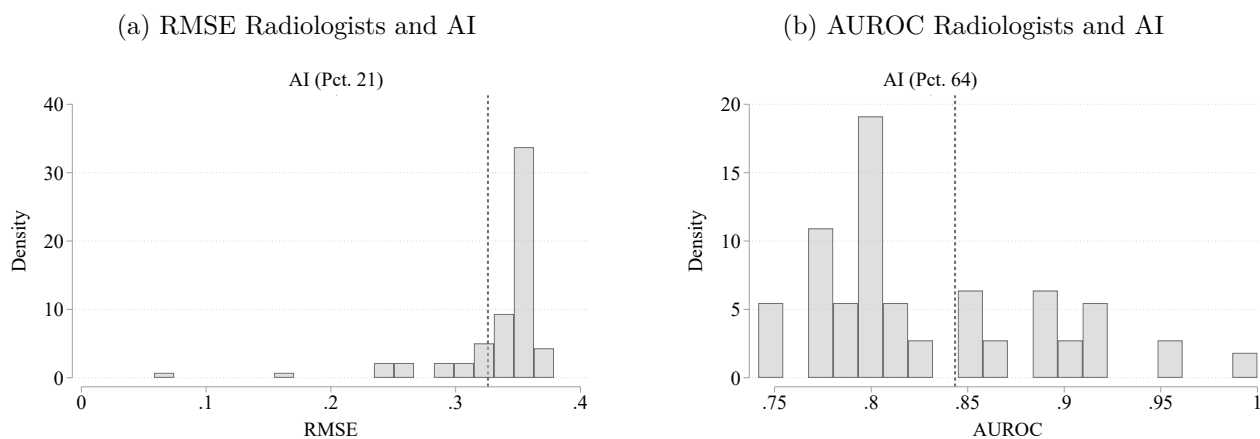 (a) RMSE Radiologists and AI
AI (Pct. 21)
40
30
20
10
0
Density
0 .1 .2 .3 .4
RMSE
(b) AUROC Radiologists and AI
AI (Pct. 64)
20
15
10
5
0
Density
.75 .8 .85 .9 .95 1
AUROC